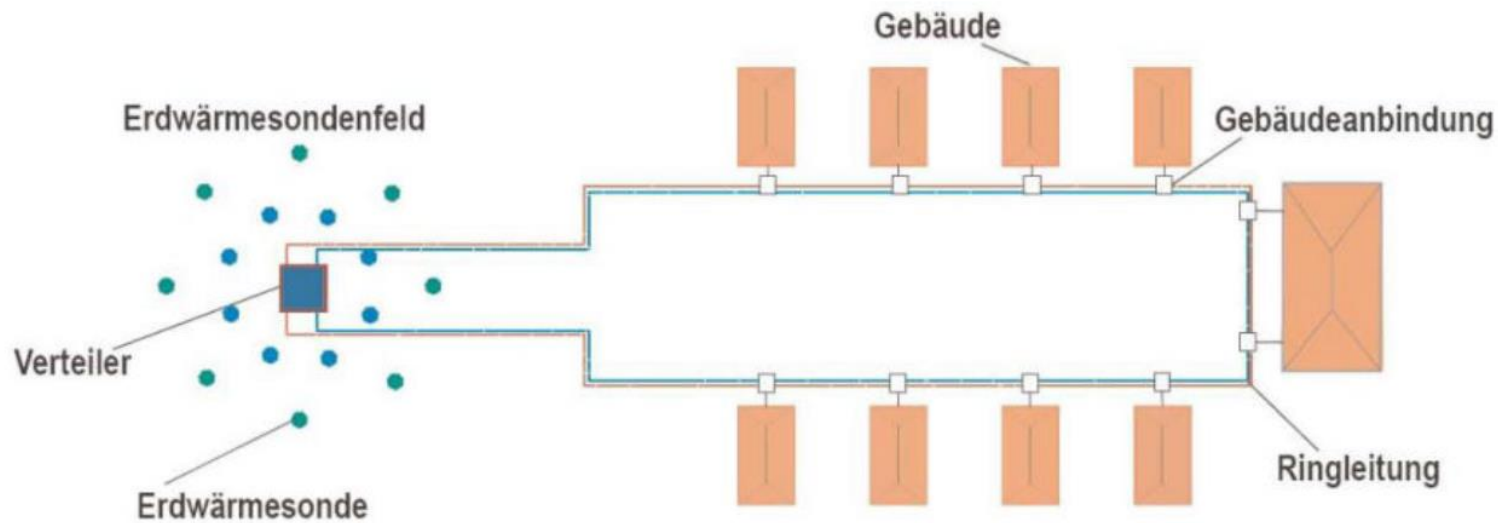 Gebäude
Erdwärmesondenfeld
Gebäudeanbindung
Verteiler
Ringleitung
Erdwärmesonde